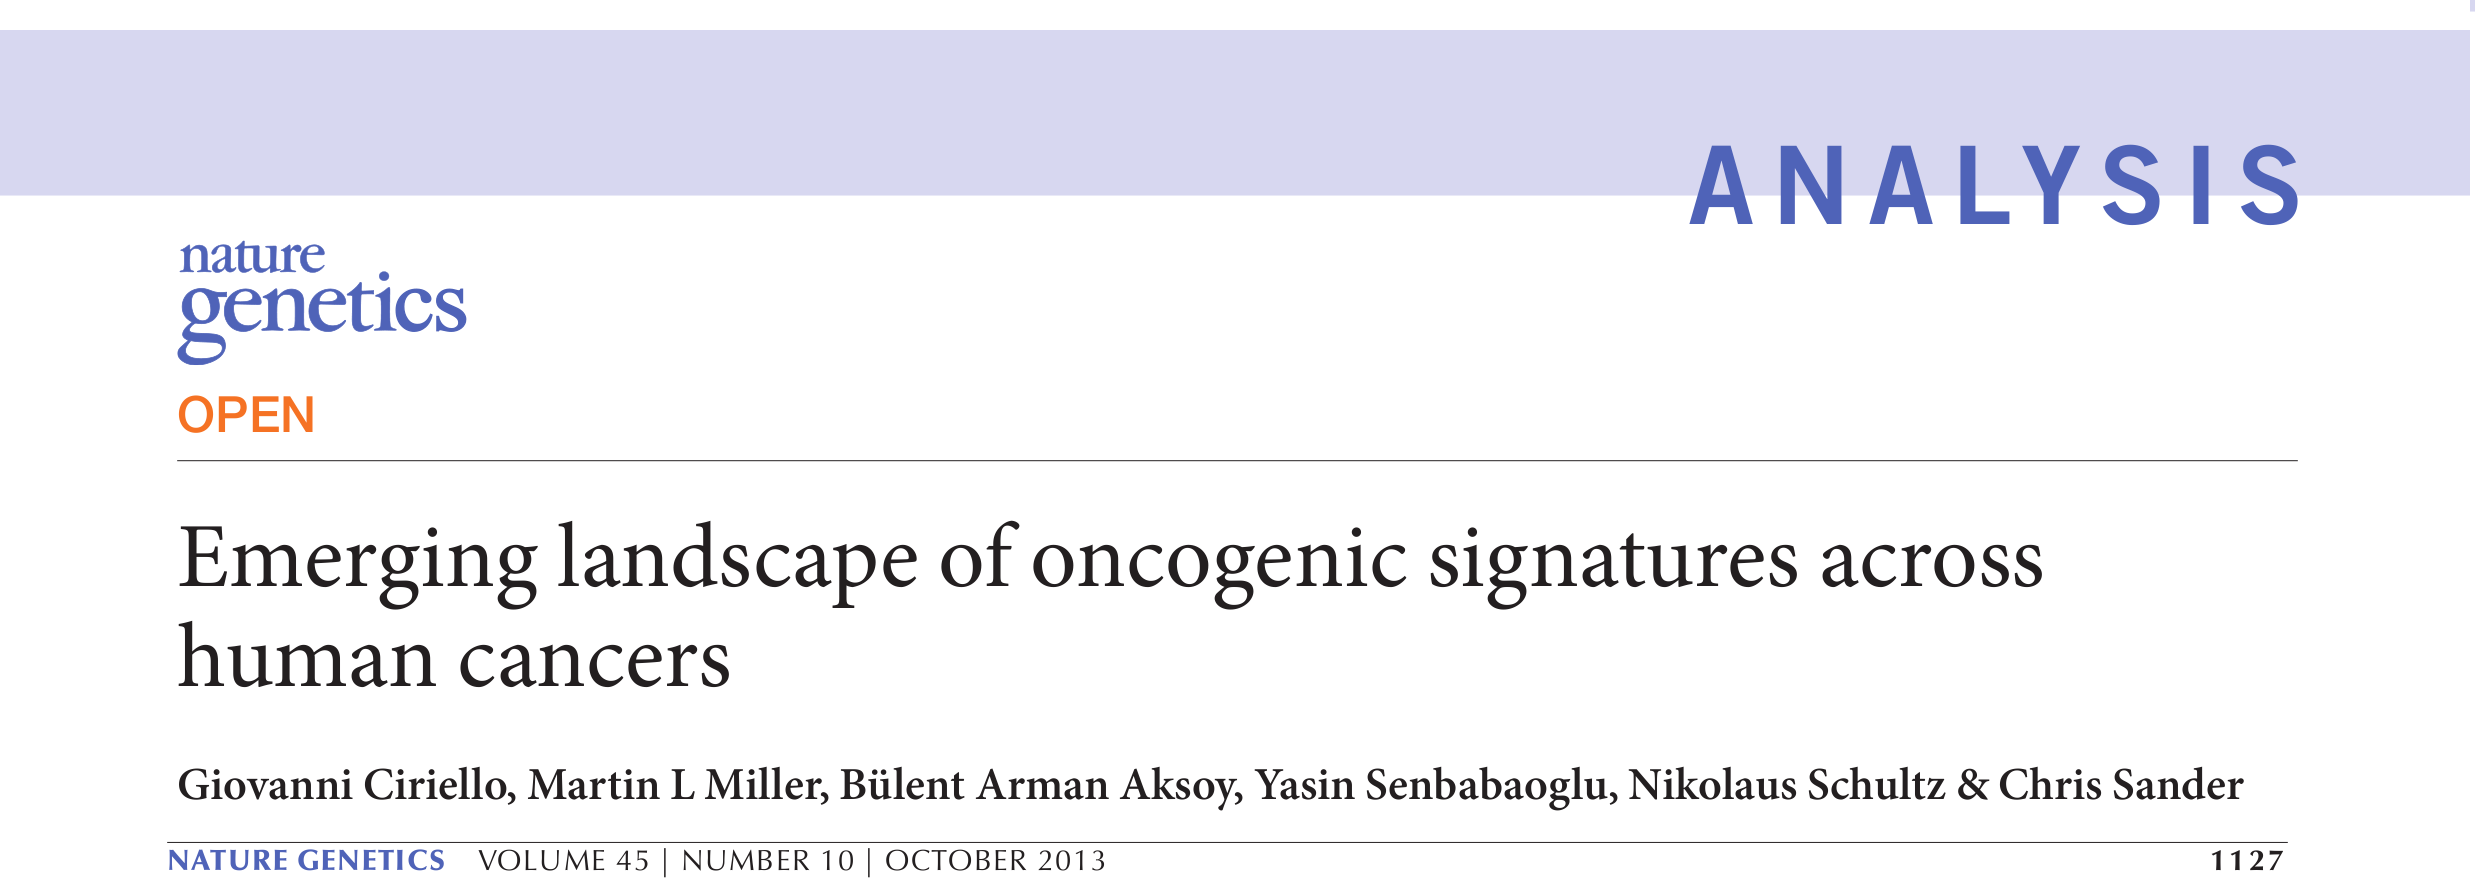 ANALYSIS
nature
genetics
OPEN
Emerging landscape of oncogenic signatures across
human cancers
Giovanni Ciriello, Martin L Miller, Bülent Arman Aksoy, Yasin Senbabaoglu, Nikolaus Schultz & Chris Sander
NATURE GENETICS VOLUME 45 | NUMBER 10 | OCTOBER 2013 1127